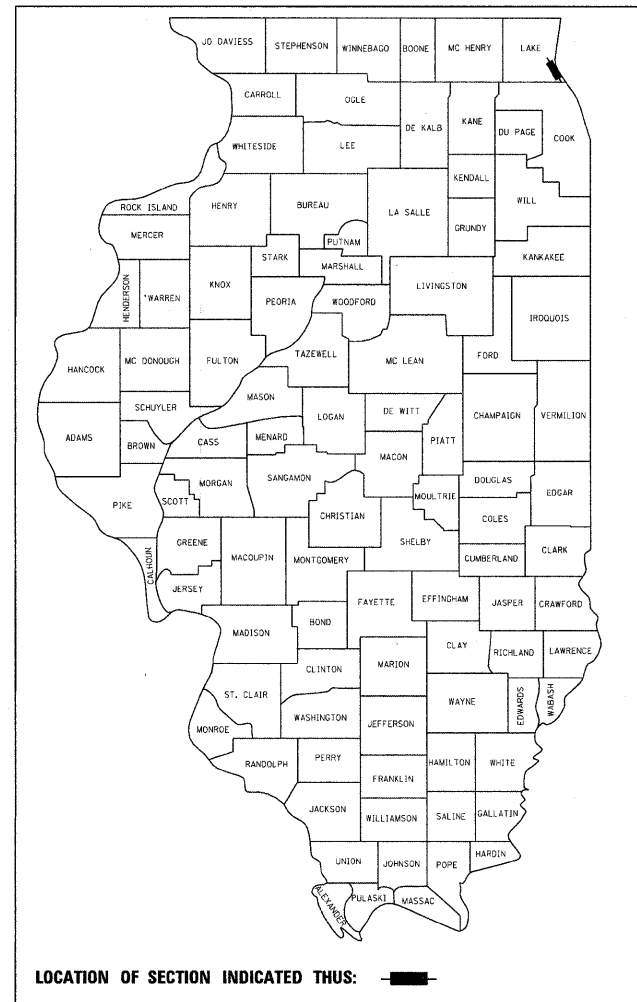 JO DAVIESS STEPHENSON WINNEBAGO BOONE MC HENRY LAKE
CARROLL OGLE DE KALB KANE DU PAGE COOK
WHITESIDE LEE
KENDALL WILL
ROCK ISLAND HENRY BUREAU LA SALLE GRUNDY
MERCER PUTNAM
STARK MARSHALL KANKAKEE
HENDERSON WARREN KNOX PEORIA WOODFORD LIVINGSTON
IROQUOIS
HANCOCK MC DONOUGH FULTON TAZEWELL MC LEAN FORD
MASON
SCHUYLER LOGAN DE WITT CHAMPAIGN VERMILION
ADAMS BROWN CASS MENARD MACON PIATT
MORGAN SANGAMON DOUGLAS EDGAR
PIKE SCOTT CHRISTIAN MOULTRIE COLES
GREENE SHELBY
CALHOUN MACOUPIN MONTGOMERY CUMBERLAND CLARK
JERSEY
FAYETTE EFFINGHAM JASPER CRAWFORD
MADISON BOND
CLAY RICHLAND LAWRENCE
CLINTON MARION
ST. CLAIR WAYNE EDWARDS WABASH
MONROE WASHINGTON JEFFERSON
RANDOLPH PERRY HAMILTON WHITE
FRANKLIN
JACKSON WILLIAMSON SALINE GALLATIN
UNION JOHNSON POPE HARDIN
ALEXANDER PULASKI MASSAC
LOCATION OF SECTION INDICATED THUS: